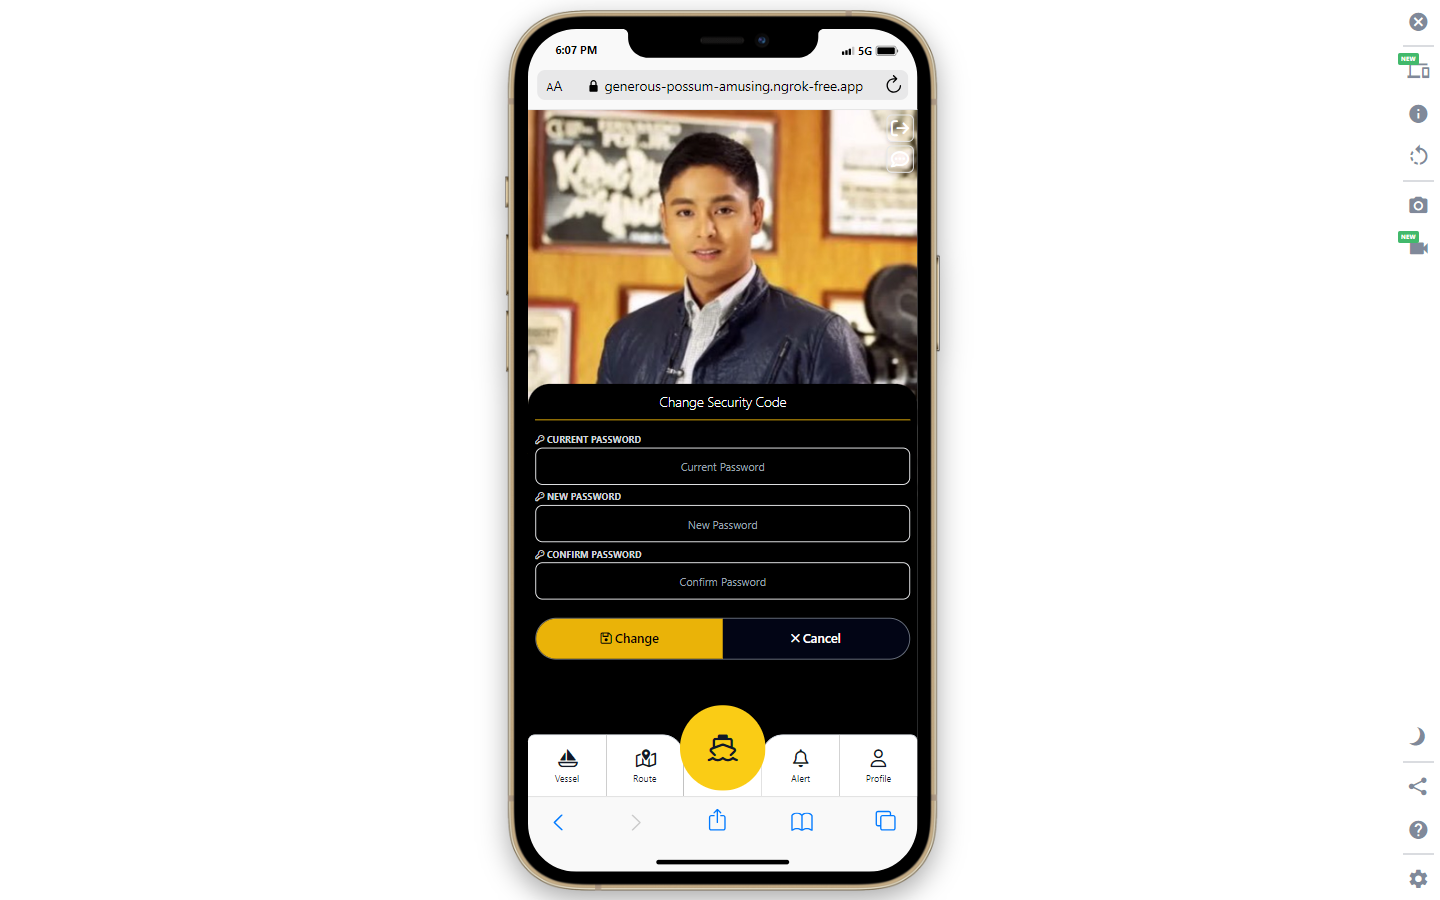 6:07 PM
5G
AA
generous-possum-amusing.ngrok-free.app
Change Security Code
CURRENT PASSWORD
Current Password
NEW PASSWORD
New Password
CONFIRM PASSWORD
Confirm Password
Change
Cancel
Vessel
Route
Alert
Profile
NEW
NEW